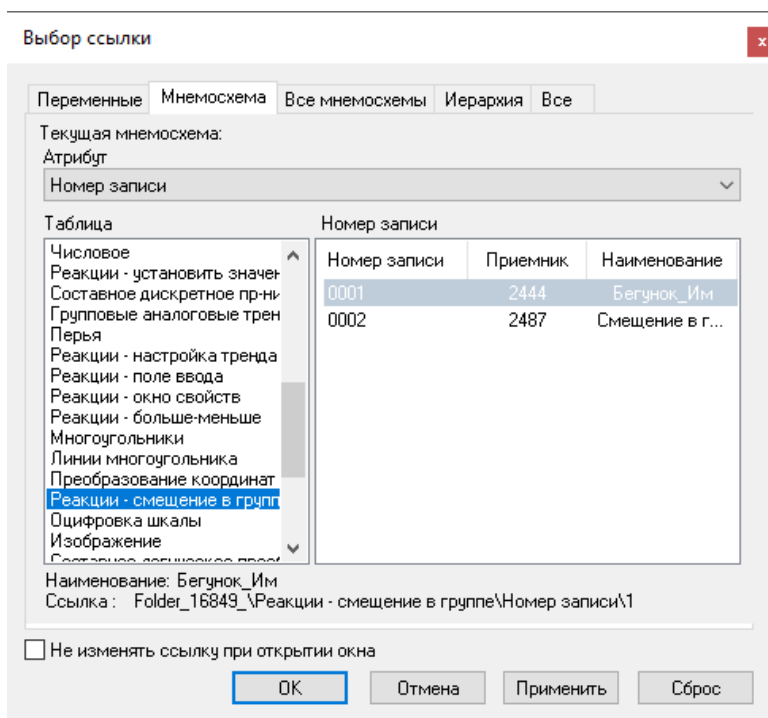 Выбор ссылки
x
Переменные Мнемосхема Все мнемосхемы Иерархия Все
Текущая мнемосхема:
Атрибут
Номер записи
Таблица Номер записи
Числовое
Реакции - установить значен
Составное дискретное пр-ни
Групповые аналоговые трен
Перья
Реакции - настройка тренда
Реакции - поле ввода
Реакции - окно свойств
Реакции - больше-меньше
Многоугольники
Линии многоугольника
Преобразование координат
Реакции - смещение в групп
Оцифровка шкалы
Изображение
Номер записи Приемник Наименование
0001 2444 Бегунок_Им
0002 2487 Смещение в г...
Наименование: Бегунок_Им
Ссылка : Folder_16849_\Реакции - смещение в группе\Номер записи\1
Не изменять ссылку при открытии окна
OK Отмена Применить Сброс